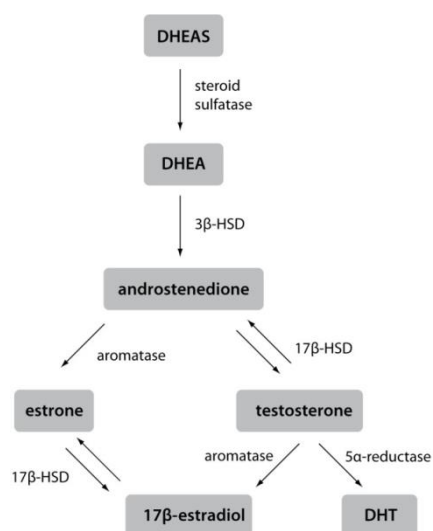 DHEAS
steroid
sulfatase
DHEA
3β-HSD
androstenedione
17β-HSD
aromatase
estrone
testosterone
aromatase
5α-reductase
17β-HSD
17β-estradiol
DHT